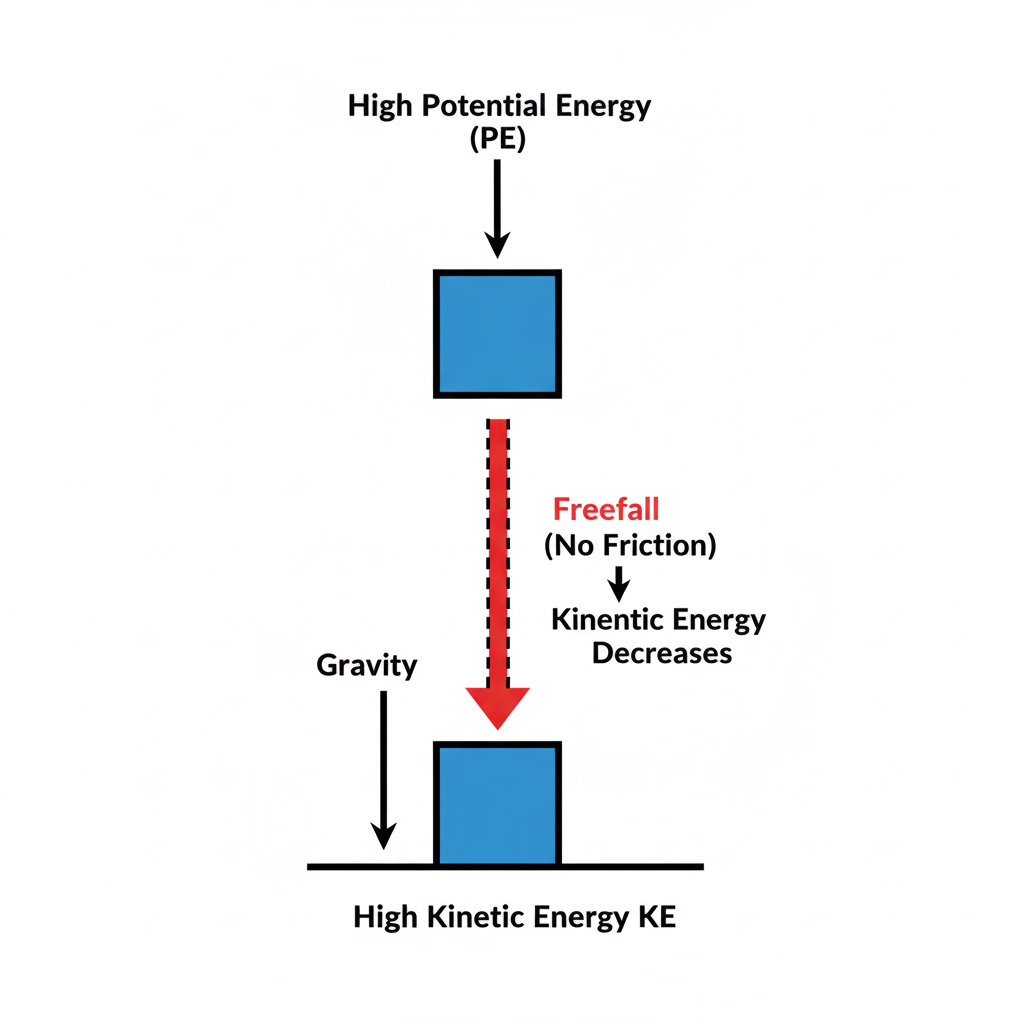 High Potential Energy
(PE)
Freefall
(No Friction)
Kinentic Energy
Decreases
Gravity
High Kinetic Energy KE